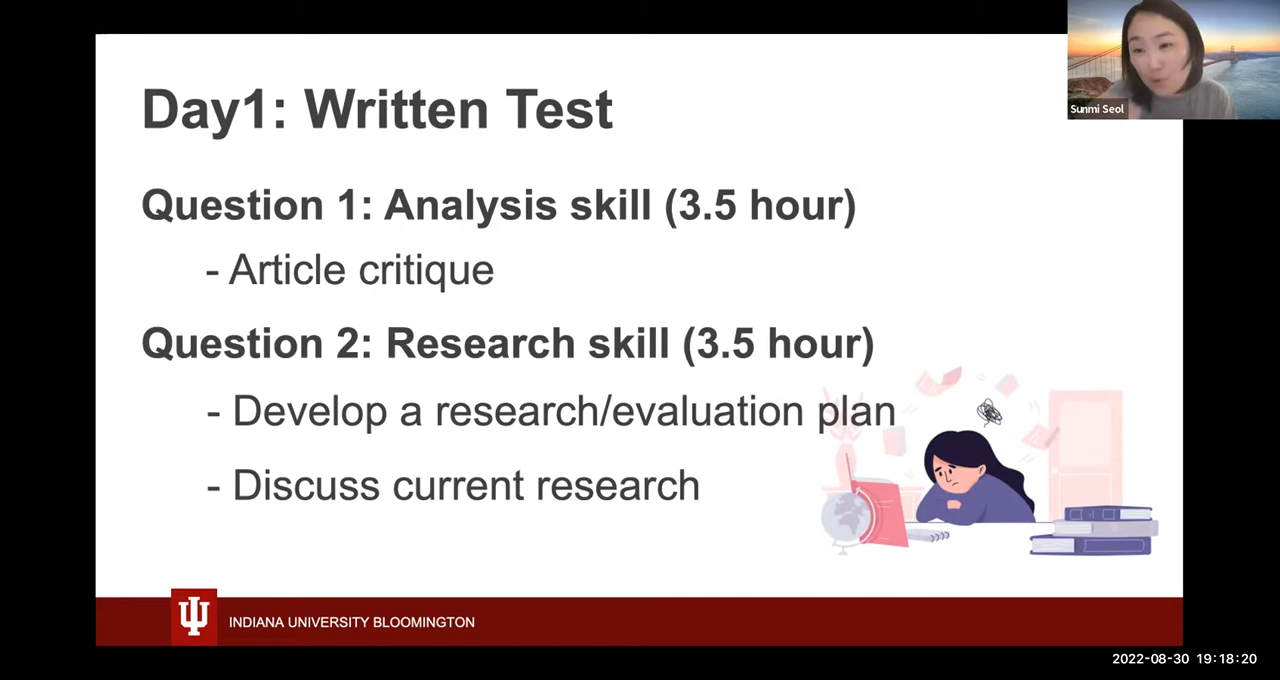 Sunmi Seol
Day1: Written Test
Question 1: Analysis skill (3.5 hour)
- Article critique
Question 2: Research skill (3.5 hour)
- Develop a research/evaluation plan
- Discuss current research
INDIANA UNIVERSITY BLOOMINGTON
2022-08-30 19:18:20